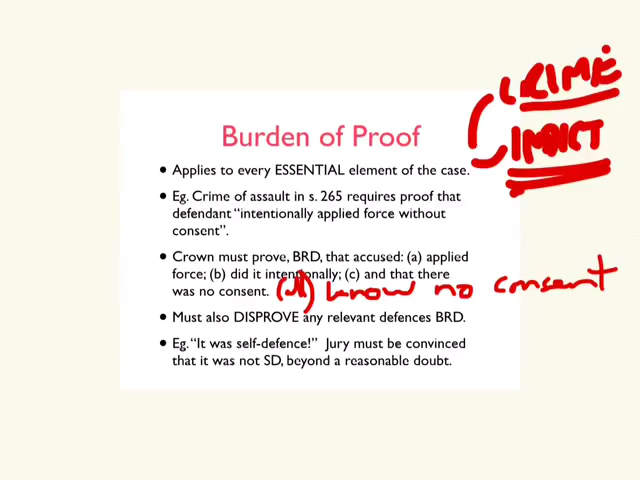 CRIME
INDICT
Burden of Proof
• Applies to every ESSENTIAL element of the case.
• Eg. Crime of assault in s. 265 requires proof that
defendant “intentionally applied force without
consent”.
• Crown must prove, BRD, that accused: (a) applied
force; (b) did it intentionally; (c) and that there
was no consent. (d) know no consent
• Must also DISPROVE any relevant defences BRD.
• Eg. “It was self-defence!” Jury must be convinced
that it was not SD, beyond a reasonable doubt.